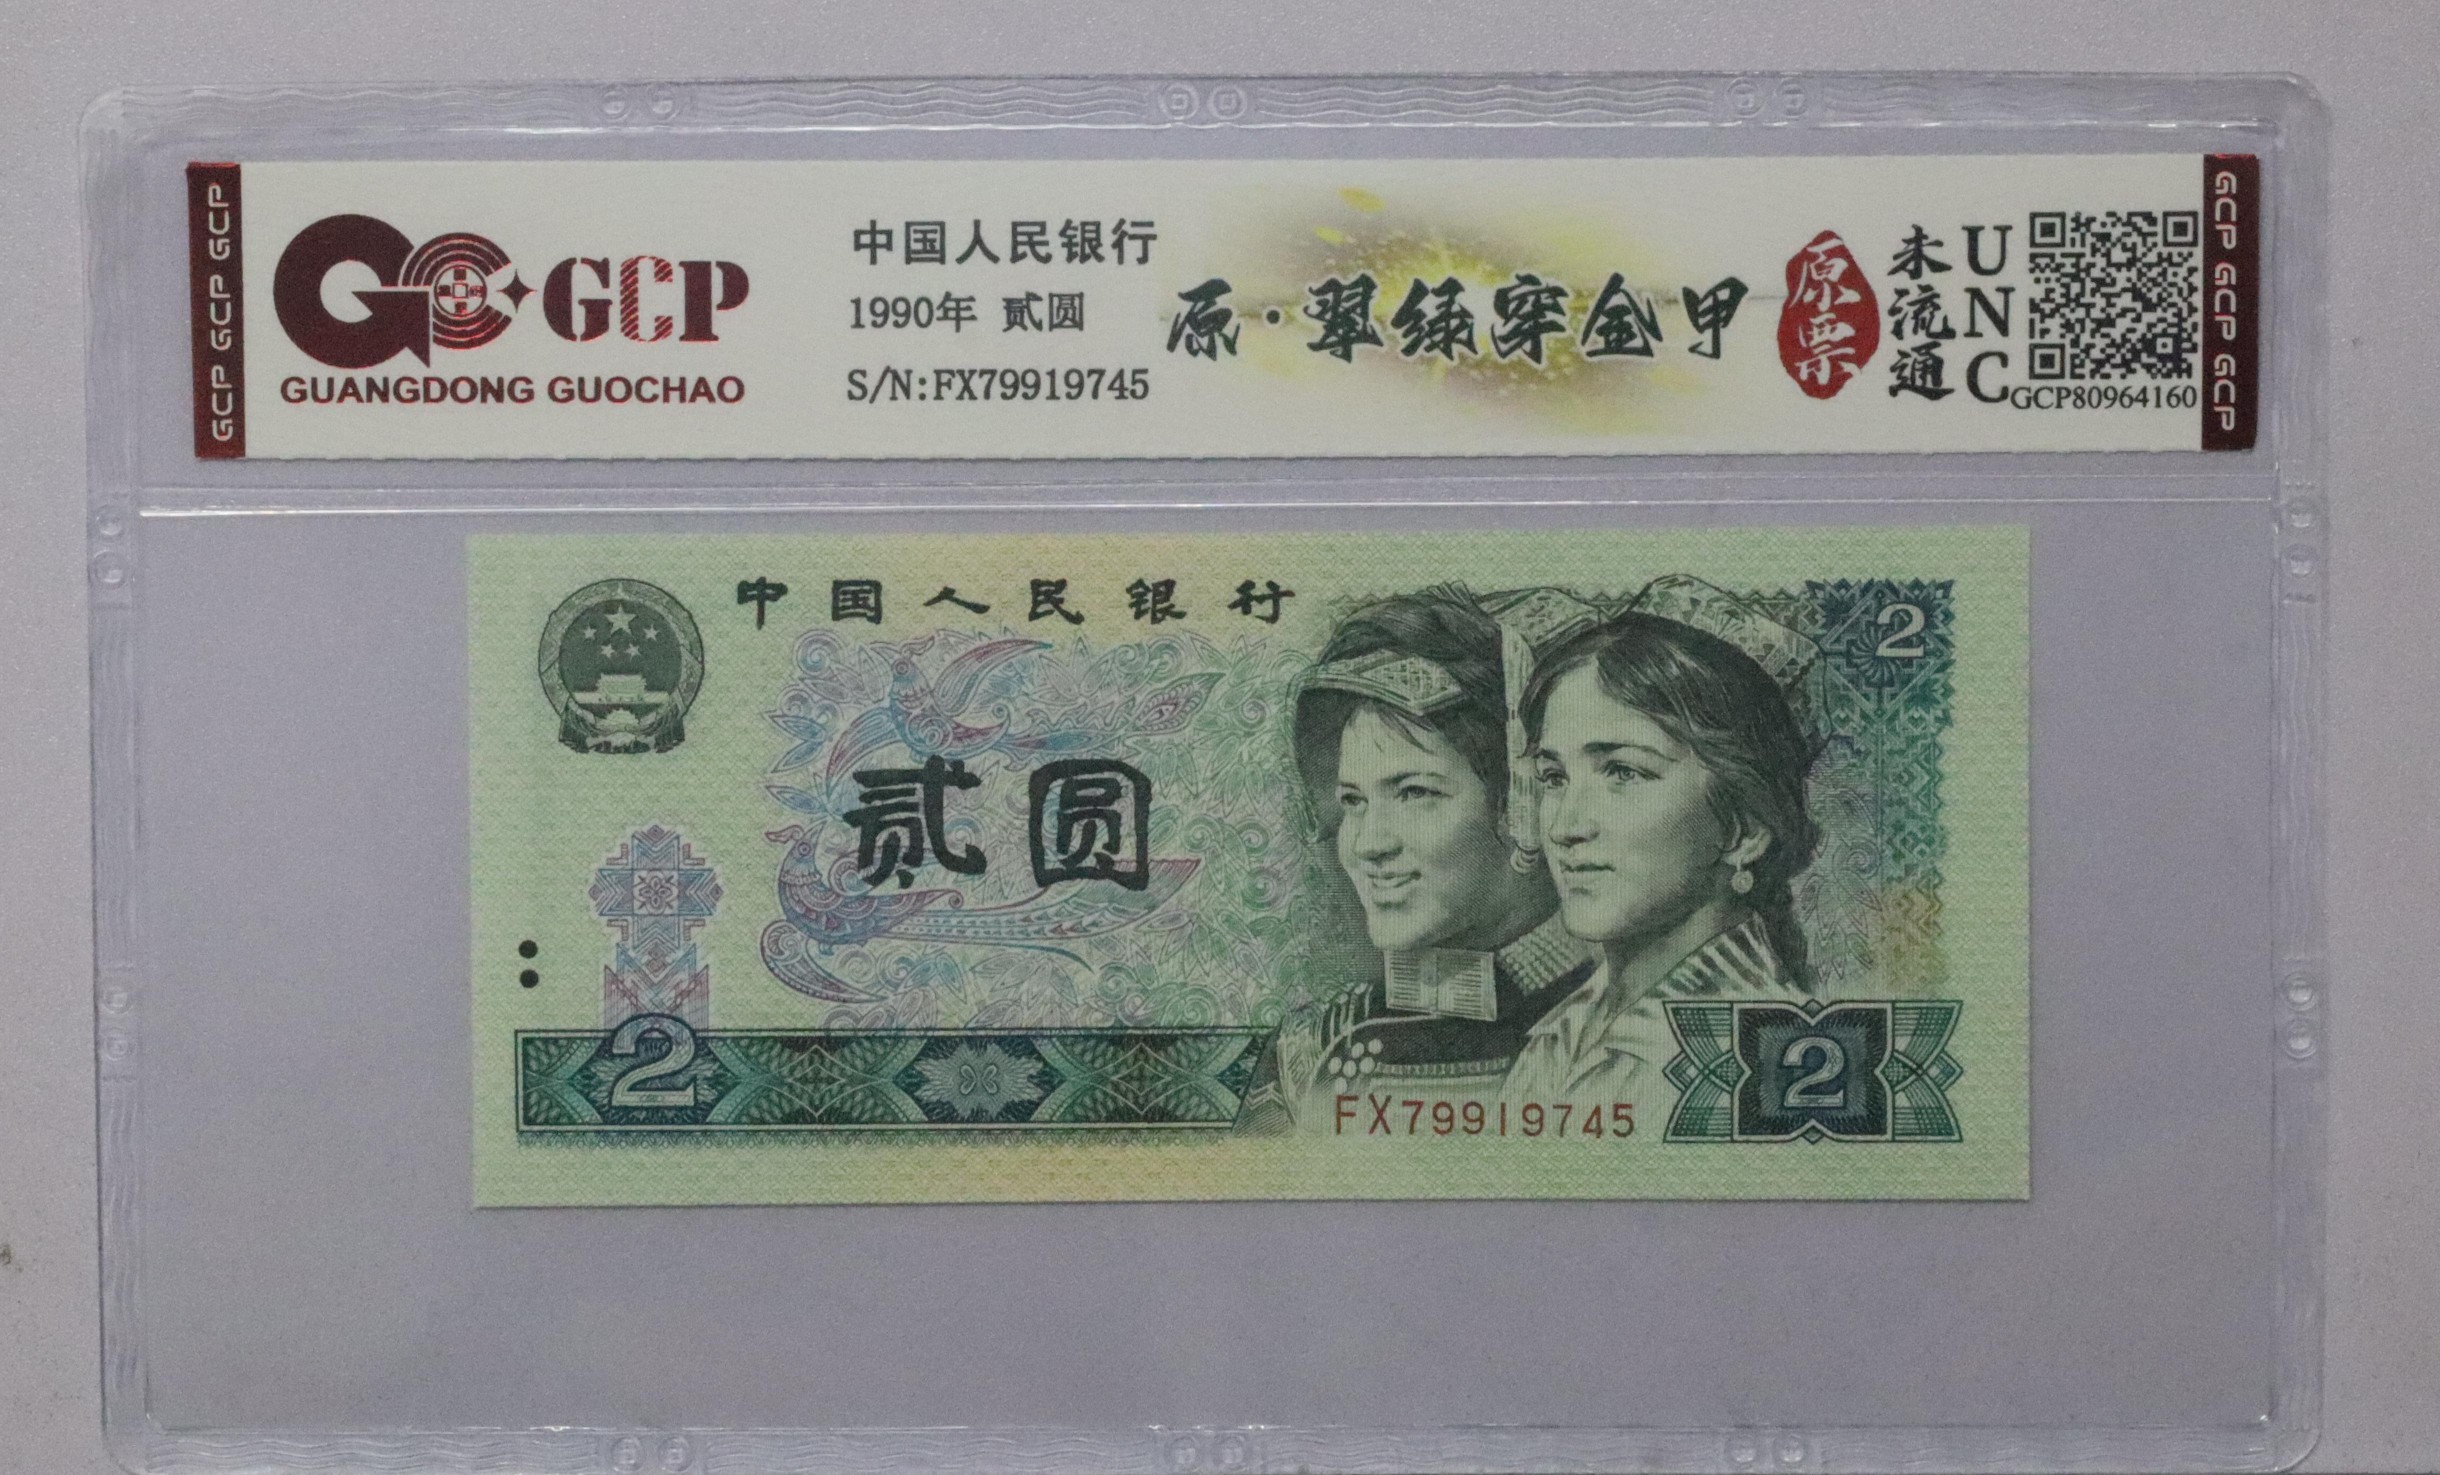 GCP GCP GCP
GCP
GUANGDONG GUOCHAO
中国人民银行
1990年 贰圆
S/N:FX79919745
原·翠绿穿金甲
原票
未流通
UNC
GCP80964160
GCP GCP GCP
中国人民银行
2
贰圆
2
FX79919745
2